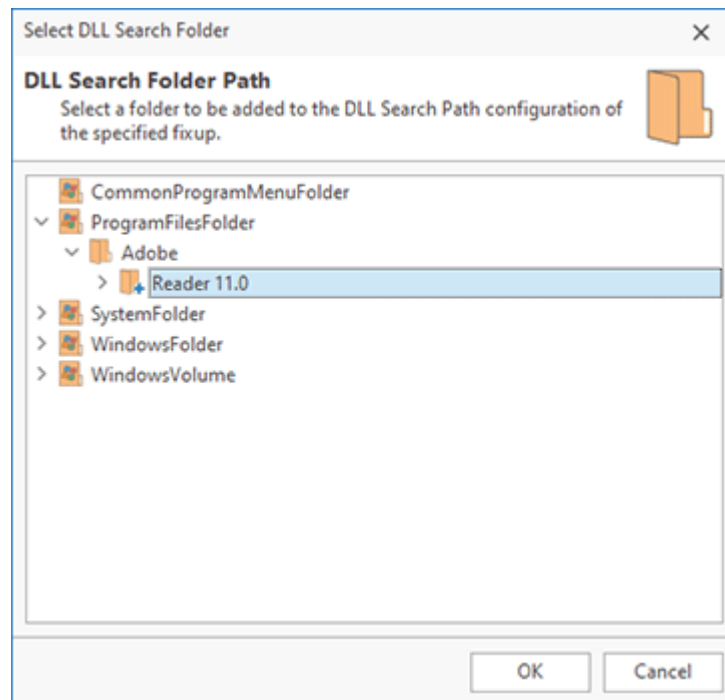 Select DLL Search Folder
DLL Search Folder Path
Select a folder to be added to the DLL Search Path configuration of
the specified fixup.
CommonProgramMenuFolder
ProgramFilesFolder
Adobe
Reader 11.0
SystemFolder
WindowsFolder
WindowsVolume
OK
Cancel